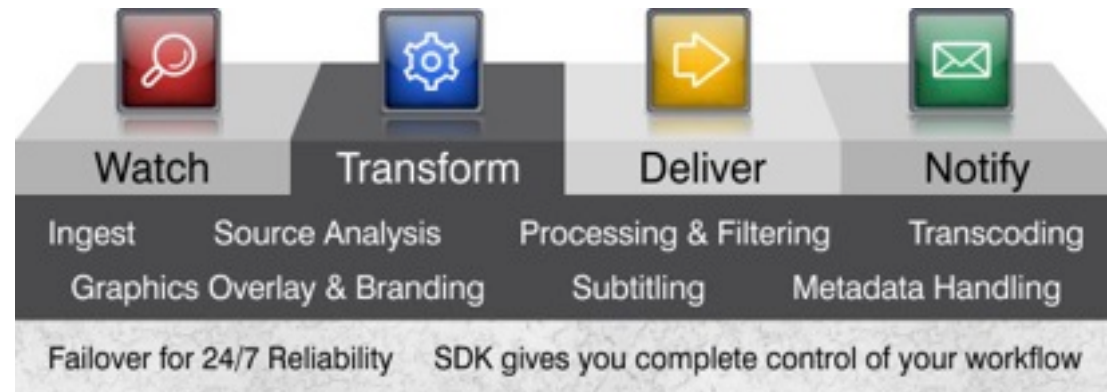 Watch Transform Deliver Notify
Ingest Source Analysis Processing & Filtering Transcoding
Graphics Overlay & Branding Subtitling Metadata Handling
Failover for 24/7 Reliability SDK gives you complete control of your workflow